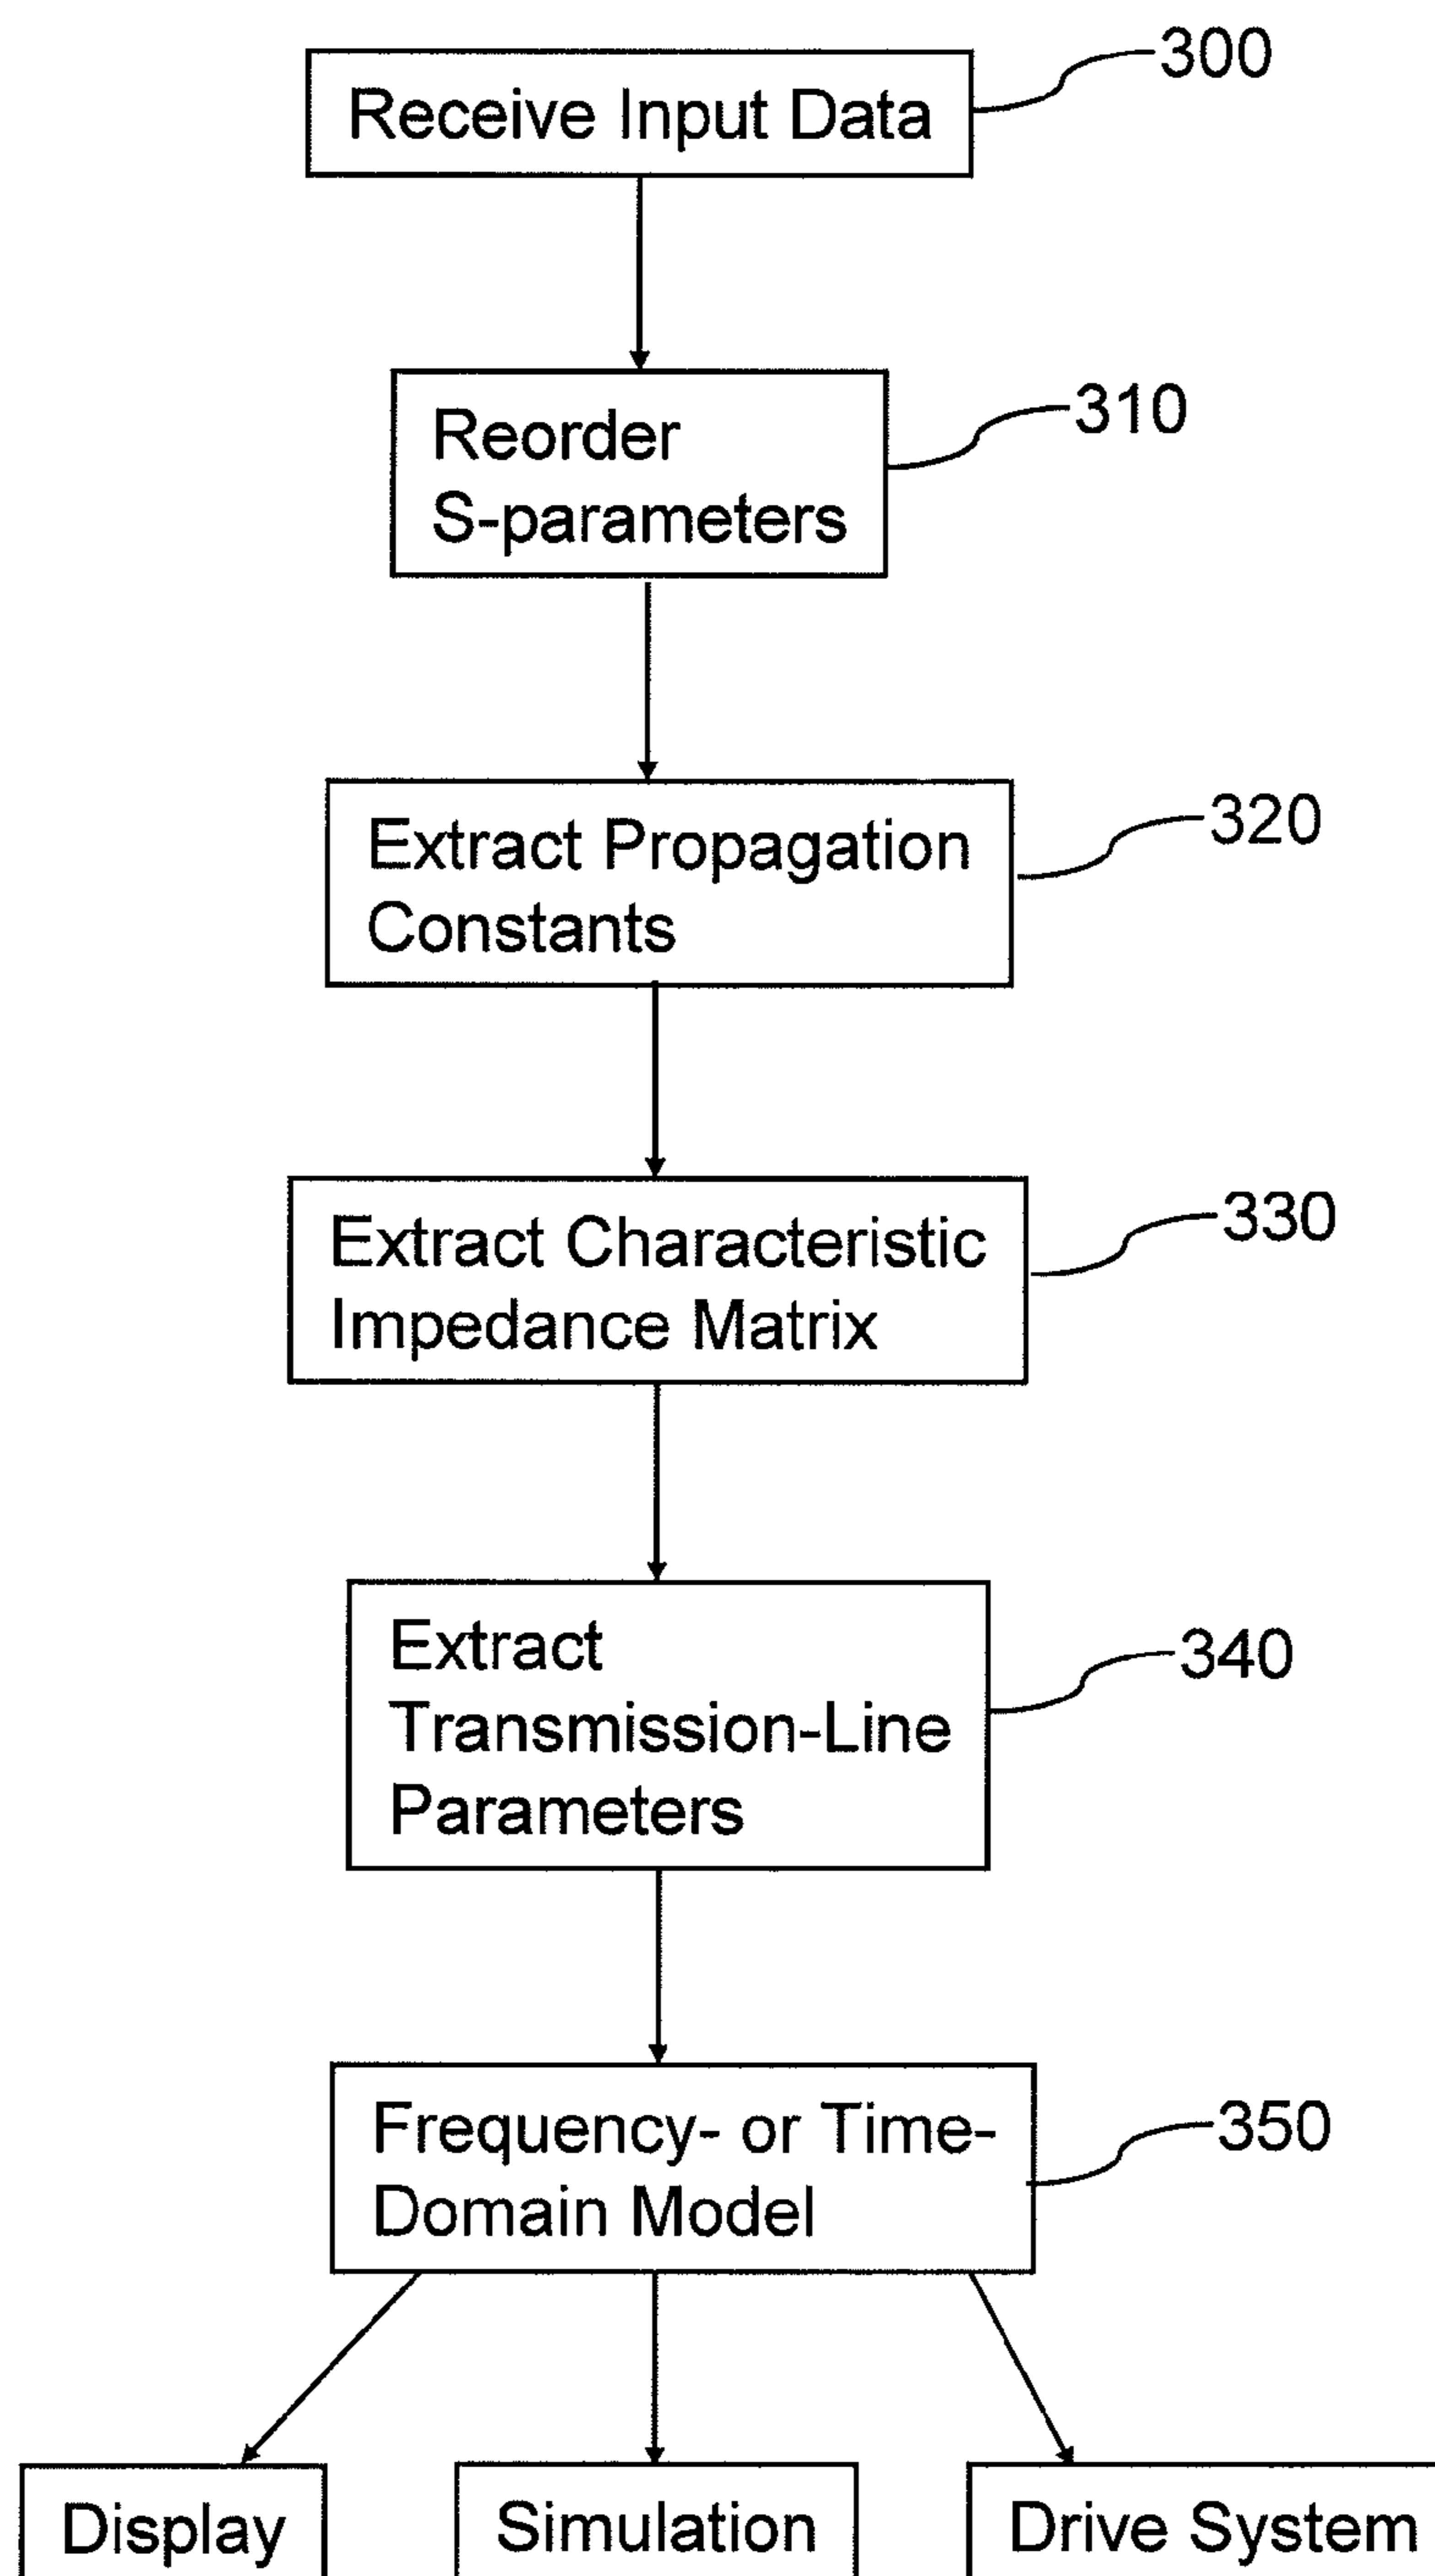 300
Receive Input Data
310
Reorder
S-parameters
320
Extract Propagation
Constants
330
Extract Characteristic
Impedance Matrix
340
Extract
Transmission-Line
Parameters
350
Frequency- or Time-
Domain Model
Display
Simulation
Drive System